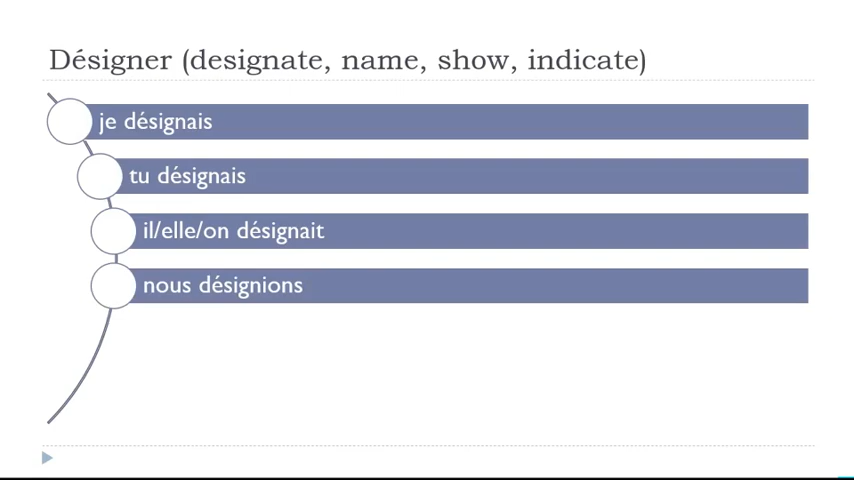 Désigner (designate, name, show, indicate)
je désignais
tu désignais
il/elle/on désignait
nous désignions